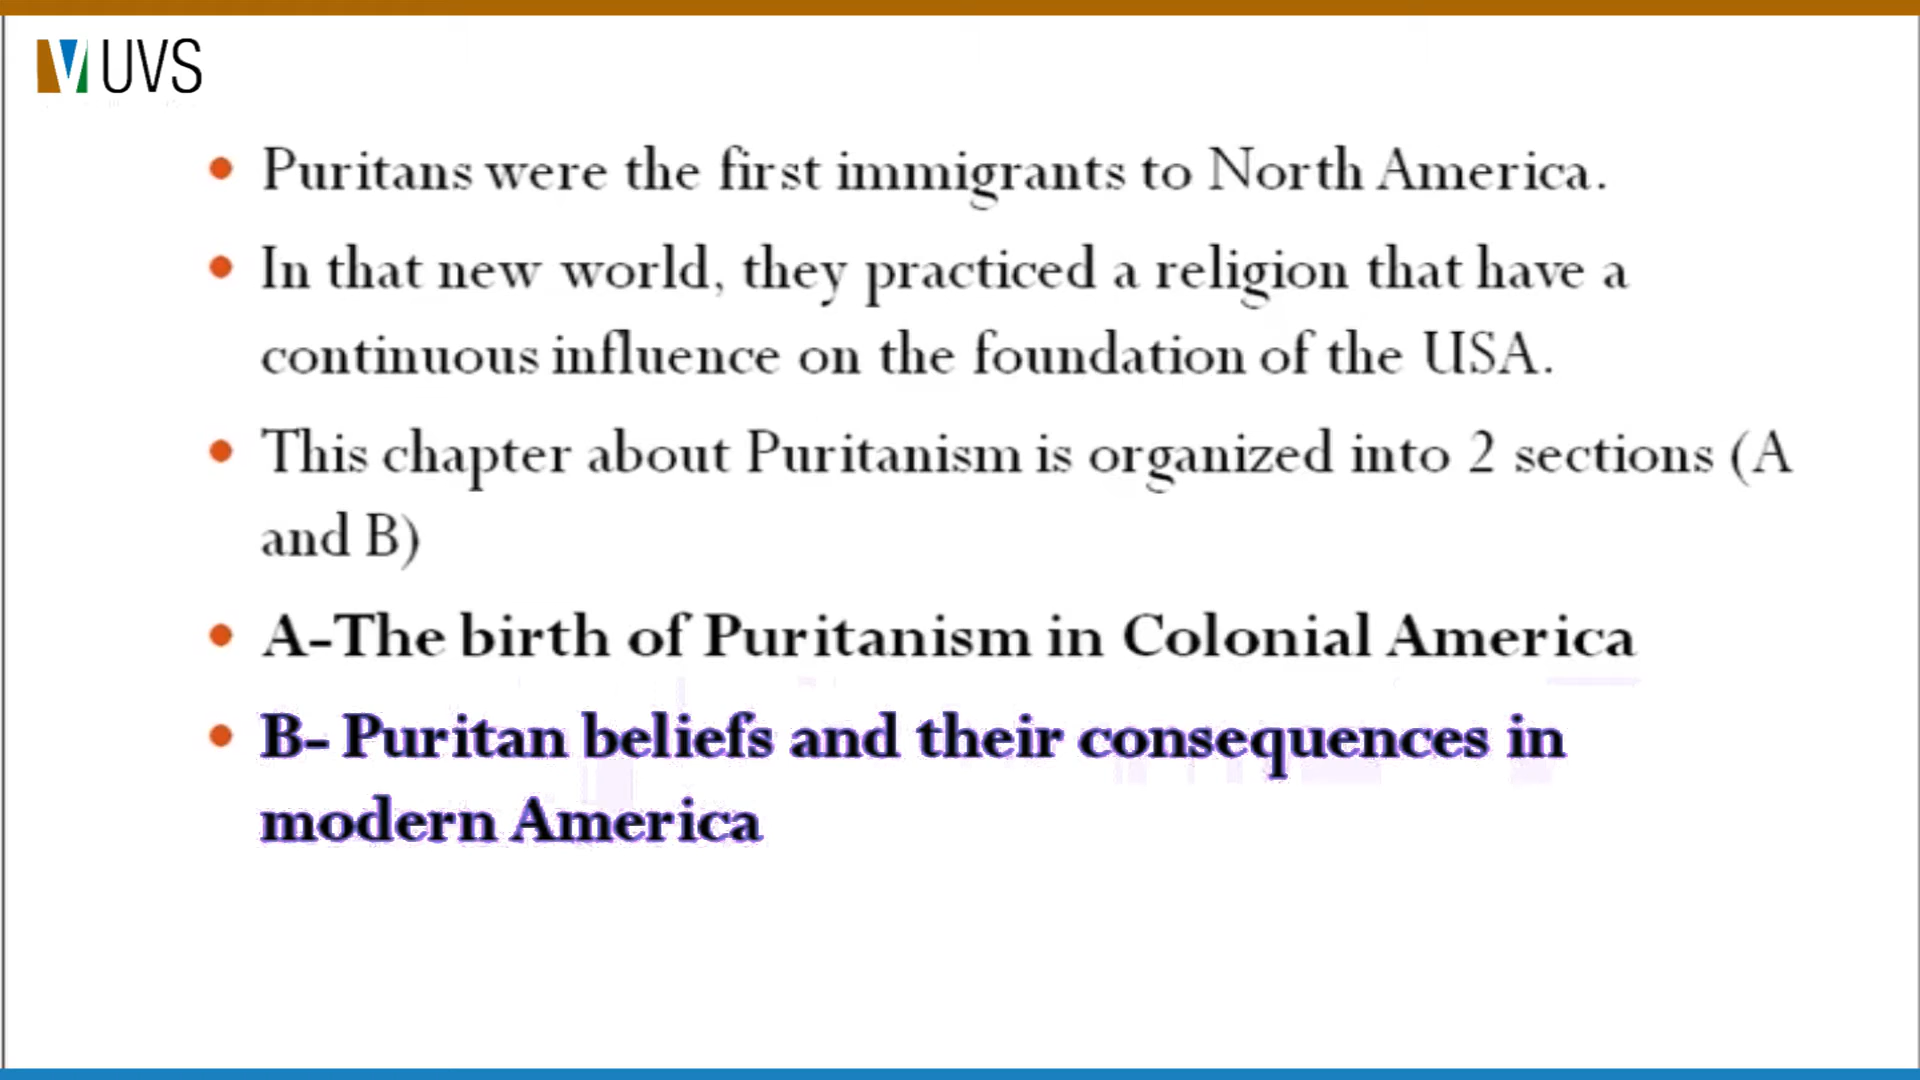 UVS
Puritans were the first immigrants to North America.
In that new world, they practiced a religion that have a
continuous influence on the foundation of the USA.
This chapter about Puritanism is organized into 2 sections (A
and B)
A-The birth of Puritanism in Colonial America
B- Puritan beliefs and their consequences in
modern America